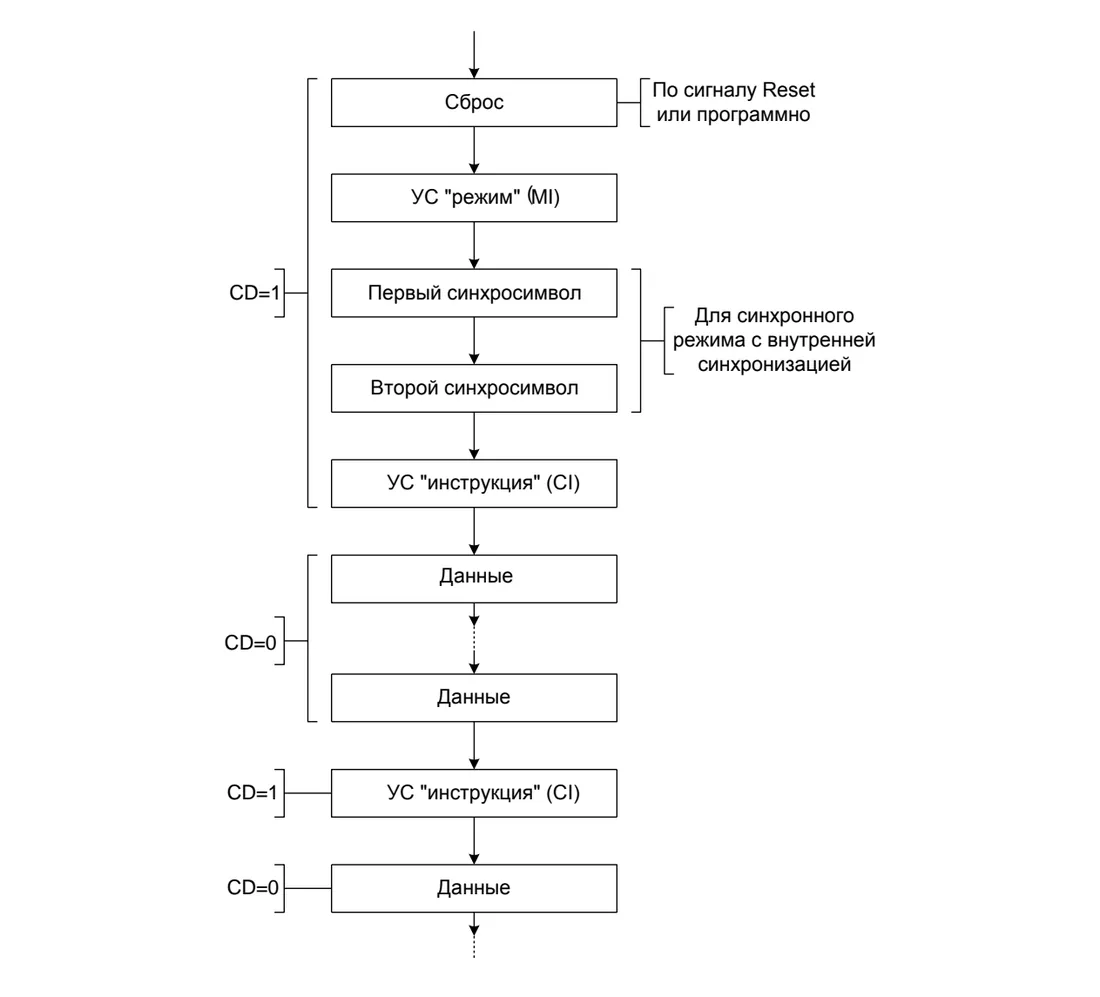 Сброс
По сигналу Reset
или программно
УС "режим" (MI)
CD=1
Первый синхросимвол
Для синхронного
режима с внутренней
синхронизацией
Второй синхросимвол
УС "инструкция" (CI)
Данные
CD=0
Данные
CD=1
УС "инструкция" (CI)
CD=0
Данные